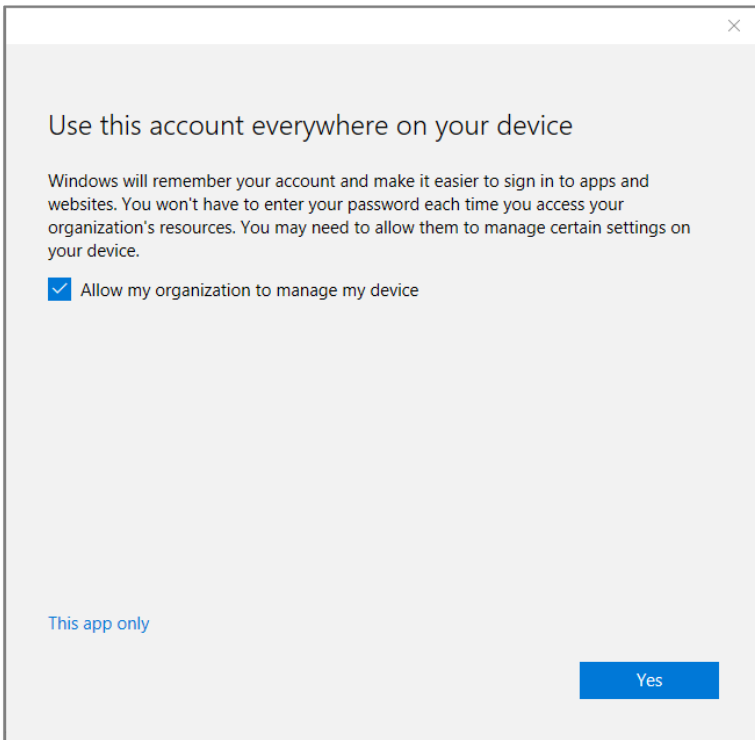 Use this account everywhere on your device
Windows will remember your account and make it easier to sign in to apps and
websites. You won't have to enter your password each time you access your
organization's resources. You may need to allow them to manage certain settings on
your device.
Allow my organization to manage my device
This app only
Yes